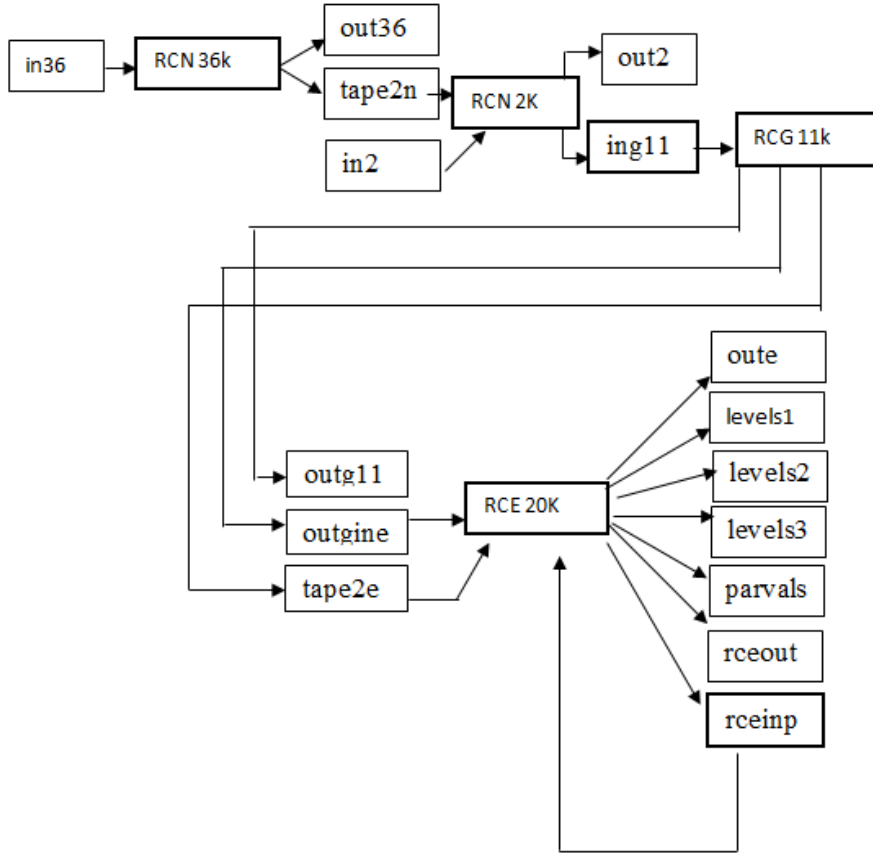 in36
RCN 36k
out36
tape2n
in2
RCN 2K
out2
ing11
RCG 11k
outg11
outgine
tape2e
RCE 20K
oute
levels1
levels2
levels3
parvals
rceout
rceinp